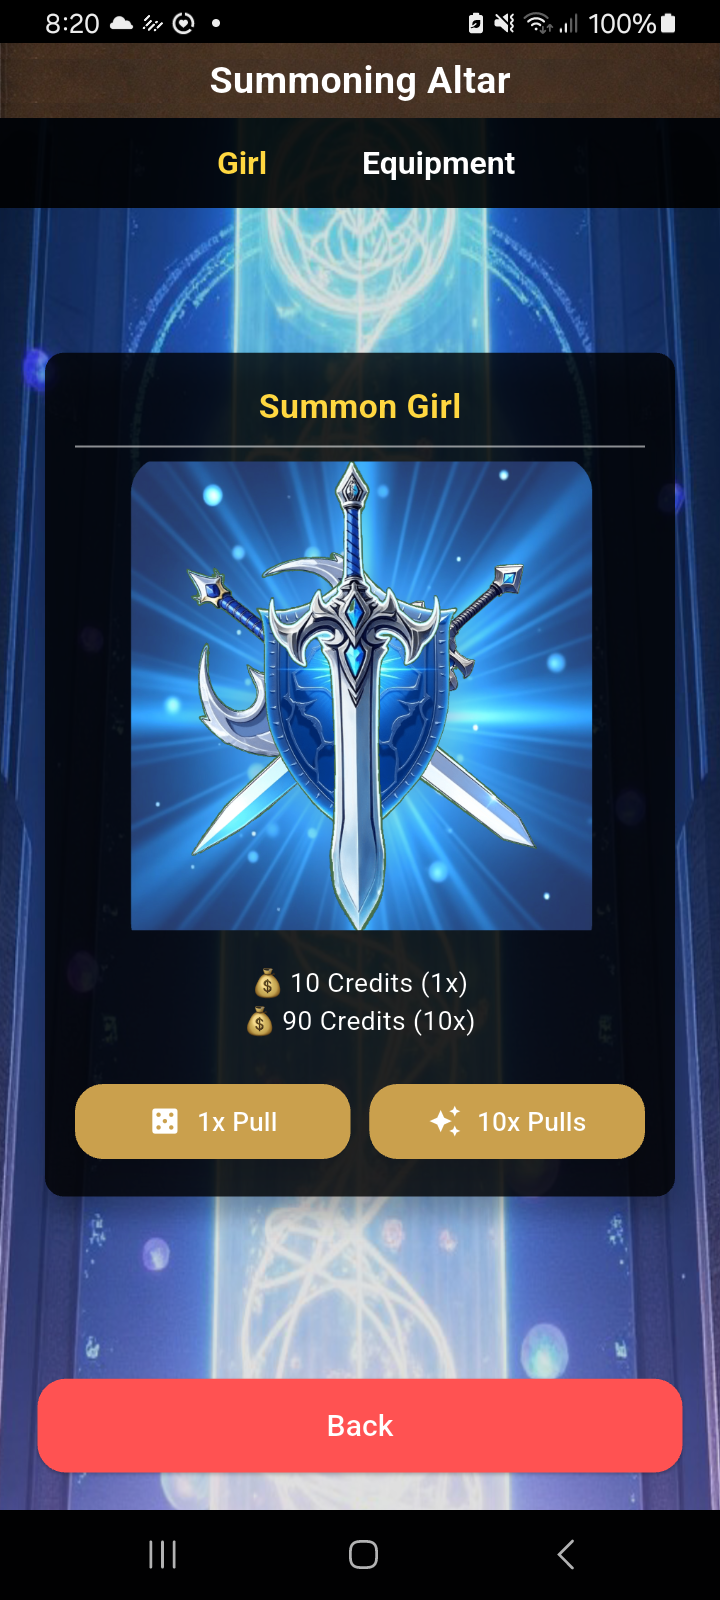 8:20
100%
Summoning Altar
Girl
Equipment
Summon Girl
10 Credits (1x)
90 Credits (10x)
1x Pull
10x Pulls
Back